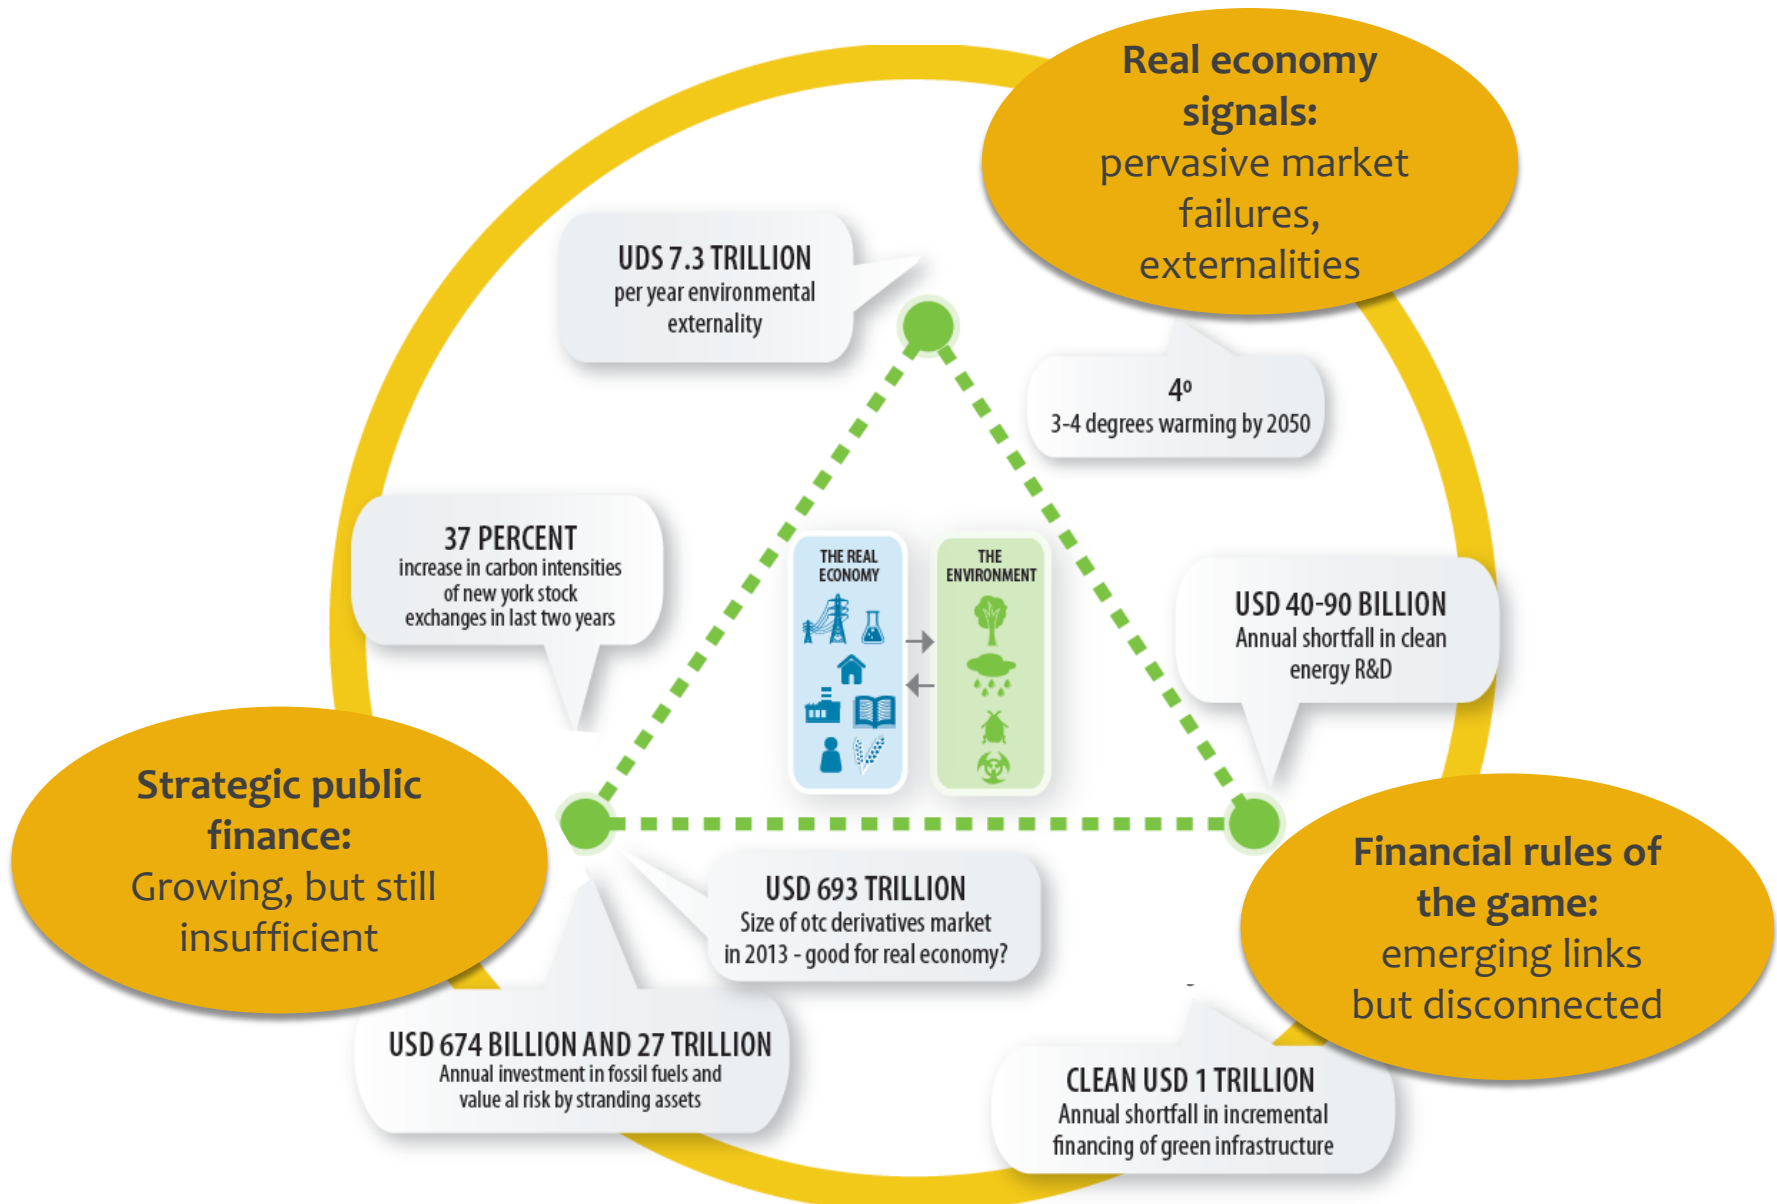 Real economy
signals:
pervasive market
failures,
externalities
UDS 7.3 TRILLION
per year environmental
externality
4º
3-4 degrees warming by 2050
37 PERCENT
increase in carbon intensities
of new york stock
exchanges in last two years
THE REAL
ECONOMY
THE
ENVIRONMENT
USD 40-90 BILLION
Annual shortfall in clean
energy R&D
Strategic public
finance:
Growing, but still
insufficient
USD 693 TRILLION
Size of otc derivatives market
in 2013 - good for real economy?
Financial rules of
the game:
emerging links
but disconnected
USD 674 BILLION AND 27 TRILLION
Annual investment in fossil fuels and
value al risk by stranding assets
CLEAN USD 1 TRILLION
Annual shortfall in incremental
financing of green infrastructure